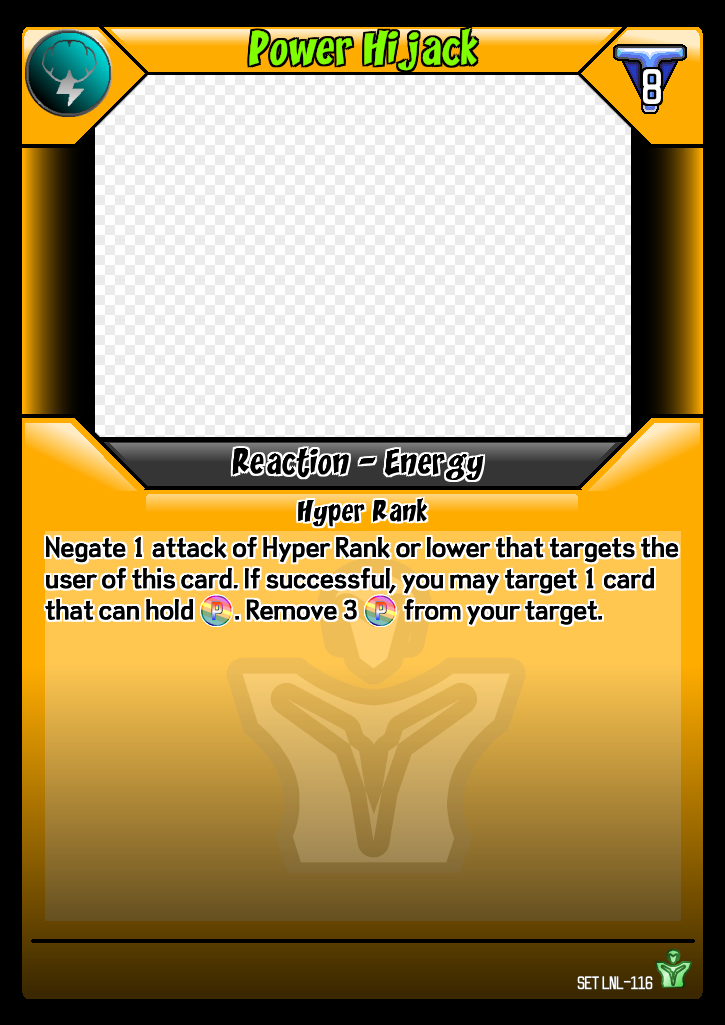 Power Hijack
8
Reaction - Energy
Hyper Rank
Negate 1 attack of Hyper Rank or lower that targets the
user of this card. If successful, you may target 1 card
that can hold P. Remove 3 P from your target.
SET LNL-116